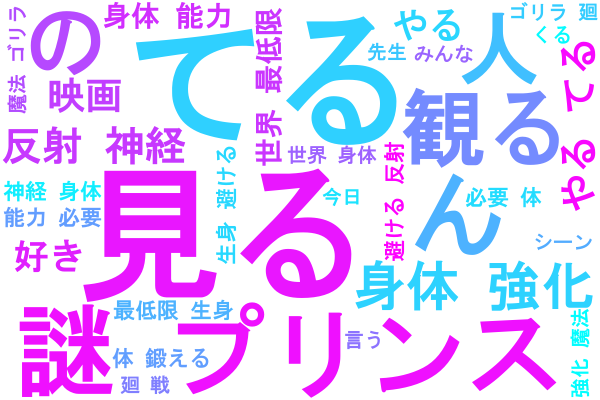 ゴリラ 魔法
の
身体 能力
てる
世界 最低限
やる
先生
みんな
人
ゴリラ 廻
くる
やる てる
映画
反射 神経
世界 身体
観る
避ける 反射
生身 避ける
神経 身体
能力 必要
見る
今日
ん
必要 体
シーン
好き
身体 強化
謎
最低限 生身
プリンス
言う
体 鍛える
廻 戦
強化 魔法